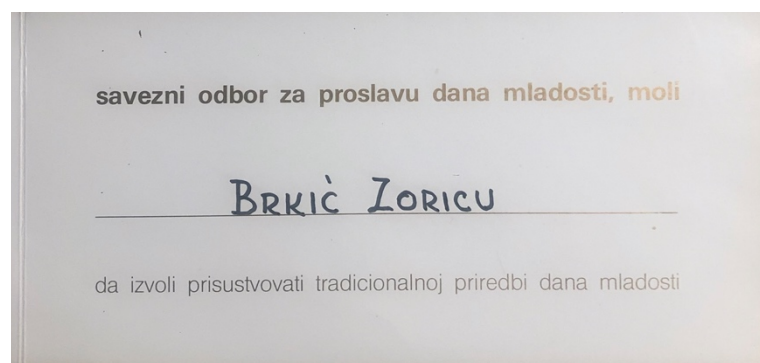 savezni odbor za proslavu dana mladosti, moli
BRKIĆ ZORICU
da izvoli prisustvovati tradicionalnoj priredbi dana mladosti